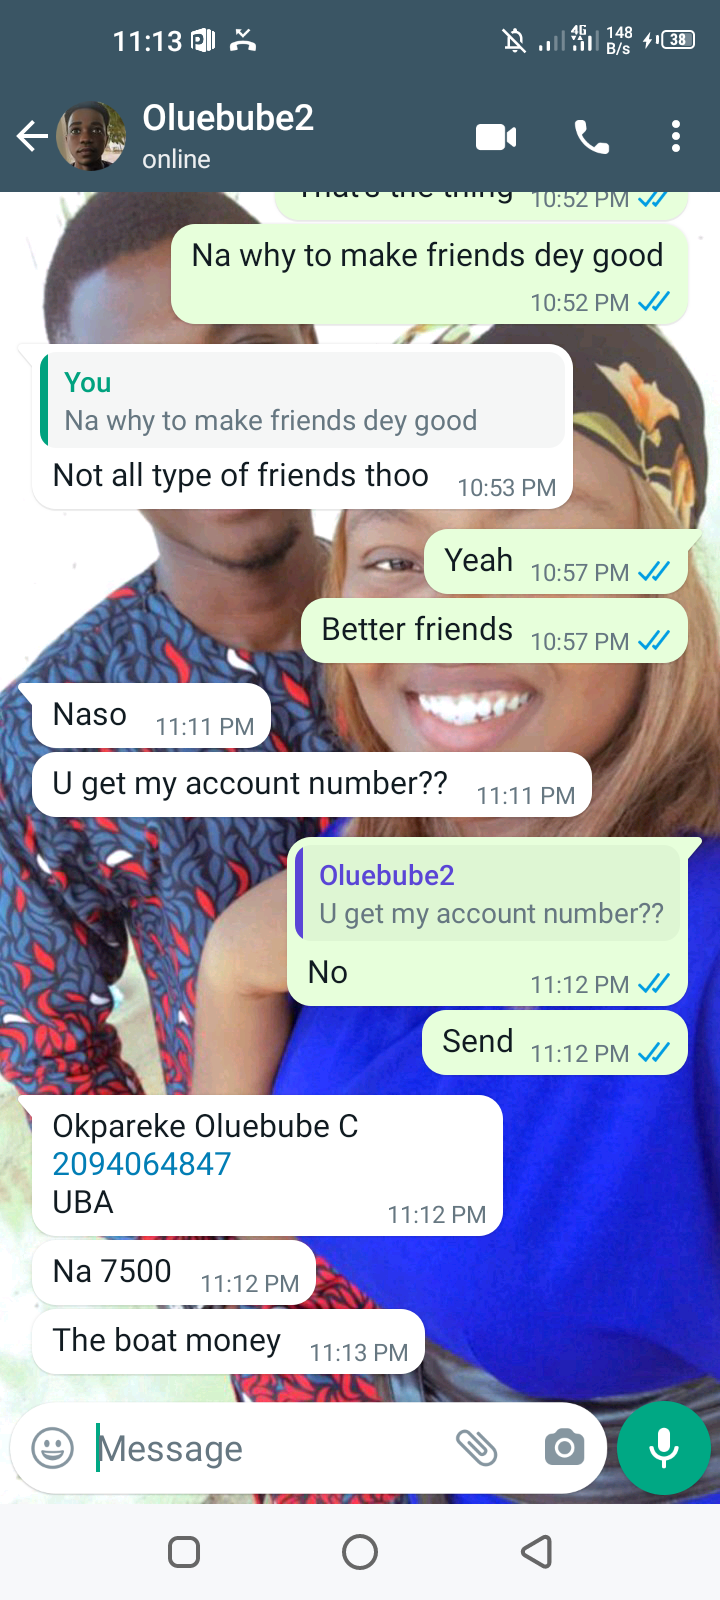 11:13
4G
148
B/s
38
Oluebube2
online
That's the thing 10:52 PM
Na why to make friends dey good
10:52 PM
You
Na why to make friends dey good
Not all type of friends thoo 10:53 PM
Yeah 10:57 PM
Better friends 10:57 PM
Naso 11:11 PM
U get my account number?? 11:11 PM
Oluebube2
U get my account number??
No 11:12 PM
Send 11:12 PM
Okpareke Oluebube C
2094064847
UBA 11:12 PM
Na 7500 11:12 PM
The boat money 11:13 PM
Message